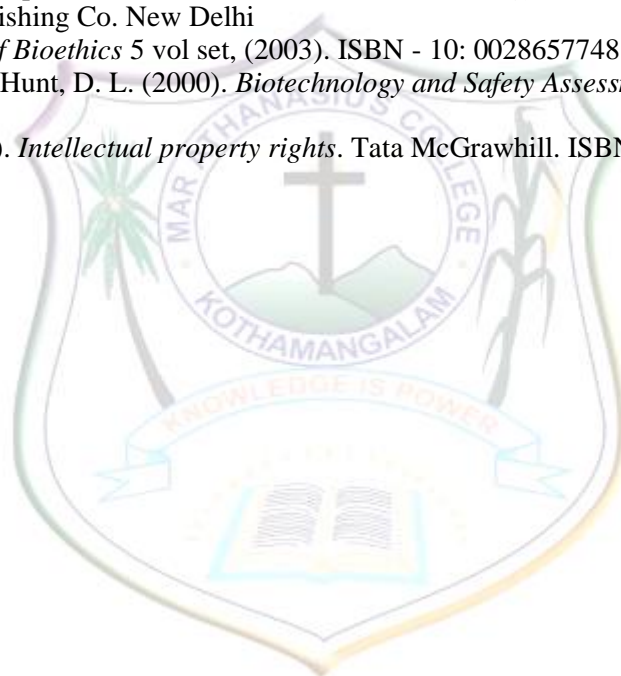 ishing Co. New Delhi
of Bioethics 5 vol set, (2003). ISBN - 10: 0028657748
Hunt, D. L. (2000). Biotechnology and Safety Assess
). Intellectual property rights. Tata McGrawhill. ISBN
MAR ATHANASIUS COLLEGE
KOTHAMANGALAM
KNOWLEDGE IS POWER